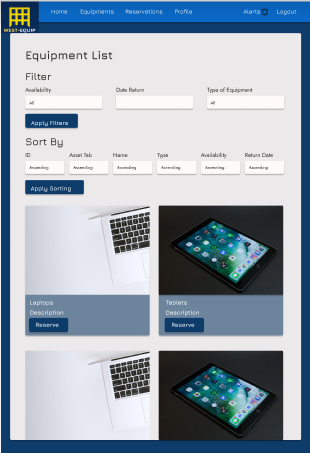 Home Equipments Reservations Profile Alerts Logout
WEST-EQUIP
Equipment List
Filter
Availability Date Return Type of Equipment
All All
Apply Filters
Sort By
ID Asset Tab Name Type Availability Return Date
Ascending Ascending Ascending Ascending Ascending Ascending
Apply Sorting
Laptops Tablets
Description Description
Reserve Reserve